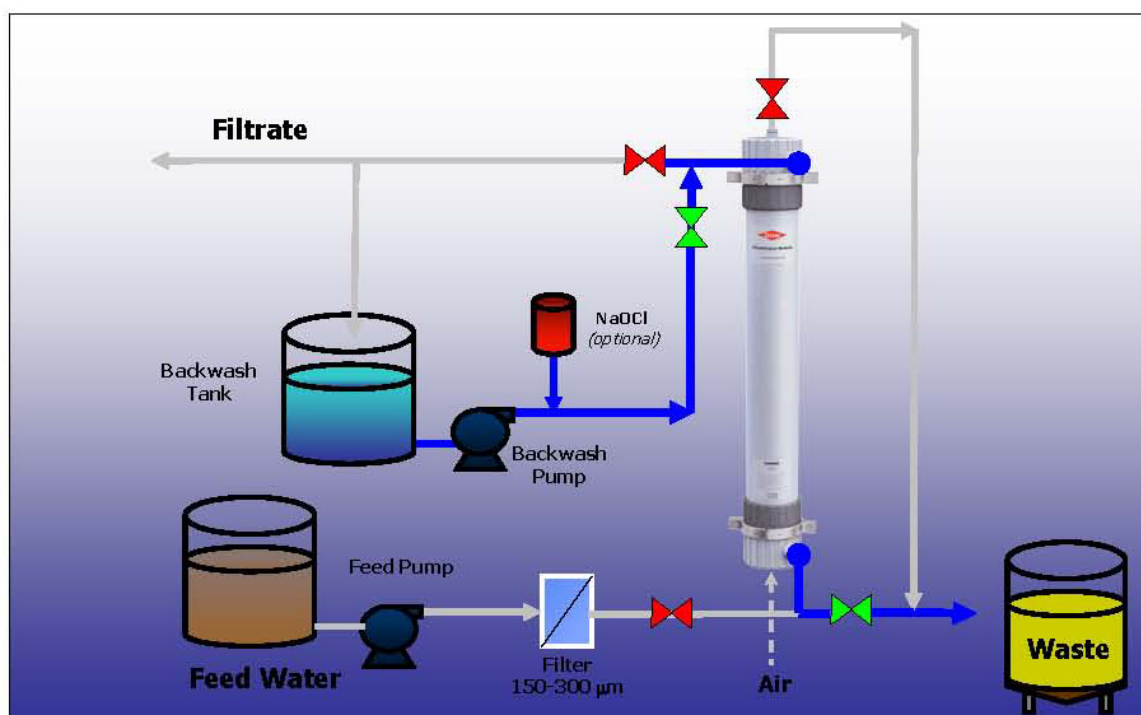 Filtrate
NaOCl
(optional)
Backwash
Tank
Backwash
Pump
Feed Pump
Feed Water
Filter
150-300 μm
Air
Waste